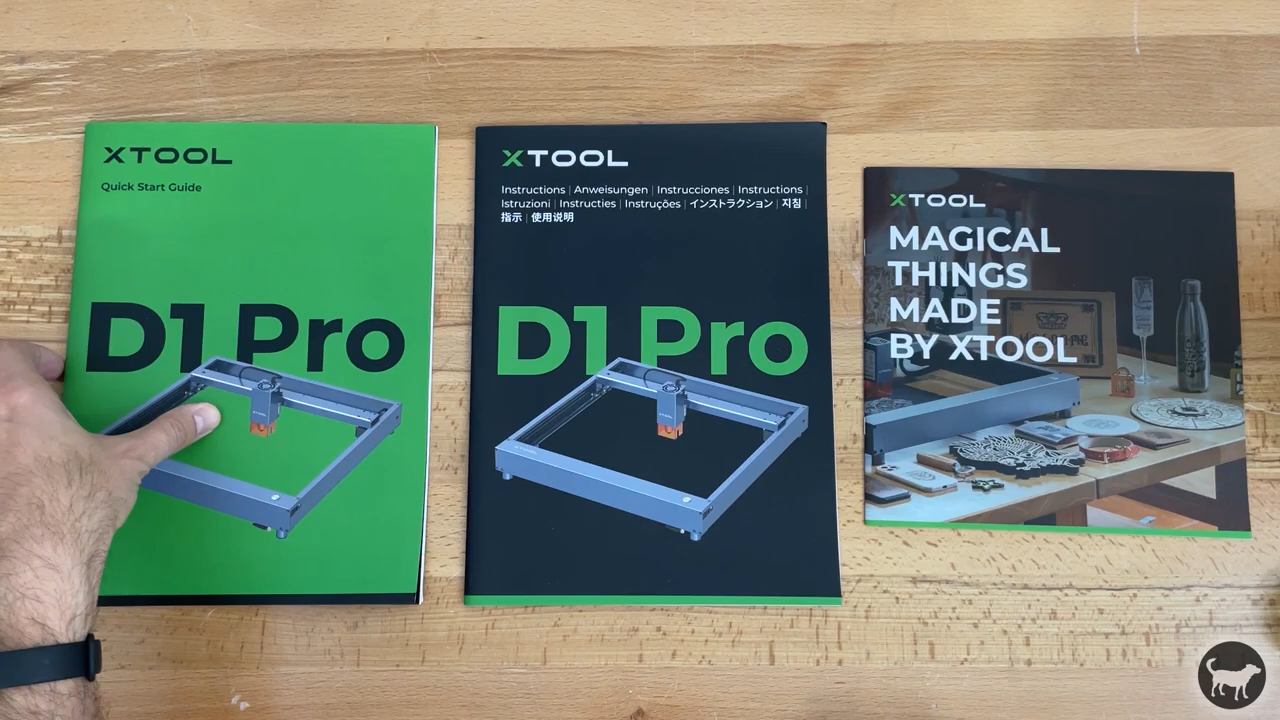 XTOOL
Quick Start Guide
D1 Pro
XTOOL
XTOOL
Instructions | Anweisungen | Instrucciones | Instructions |
Istruzioni | Instructies | Instruções | インストラクション | 지침 |
指示 | 使用说明
D1 Pro
XTOOL
XTOOL
MAGICAL
THINGS
MADE
BY XTOOL